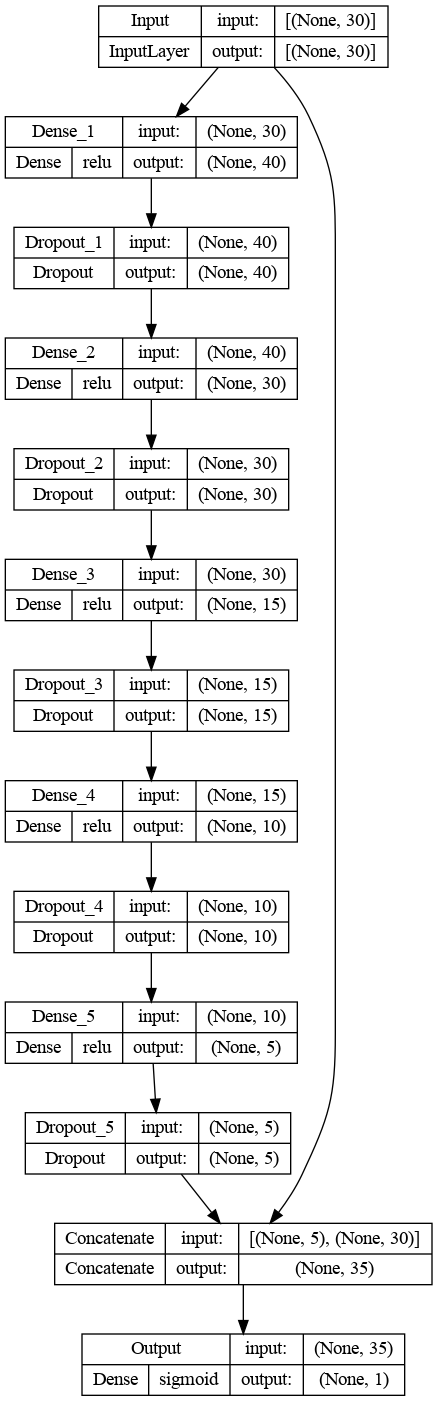 Input input: [(None, 30)]
InputLayer output: [(None, 30)]
Dense_1 input: (None, 30)
Dense relu output: (None, 40)
Dropout_1 input: (None, 40)
Dropout output: (None, 40)
Dense_2 input: (None, 40)
Dense relu output: (None, 30)
Dropout_2 input: (None, 30)
Dropout output: (None, 30)
Dense_3 input: (None, 30)
Dense relu output: (None, 15)
Dropout_3 input: (None, 15)
Dropout output: (None, 15)
Dense_4 input: (None, 15)
Dense relu output: (None, 10)
Dropout_4 input: (None, 10)
Dropout output: (None, 10)
Dense_5 input: (None, 10)
Dense relu output: (None, 5)
Dropout_5 input: (None, 5)
Dropout output: (None, 5)
Concatenate input: [(None, 5), (None, 30)]
Concatenate output: (None, 35)
Output input: (None, 35)
Dense sigmoid output: (None, 1)